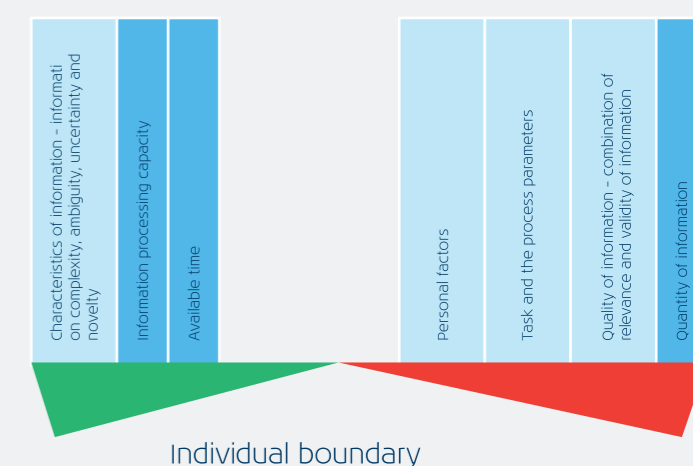 Characteristics of information - informati
on complexity, ambiguity, uncertainty and
novelty
Information processing capacity
Available time
Personal factors
Task and the process parameters
Quality of information - combination of
relevance and validity of information
Quantity of information
Individual boundary